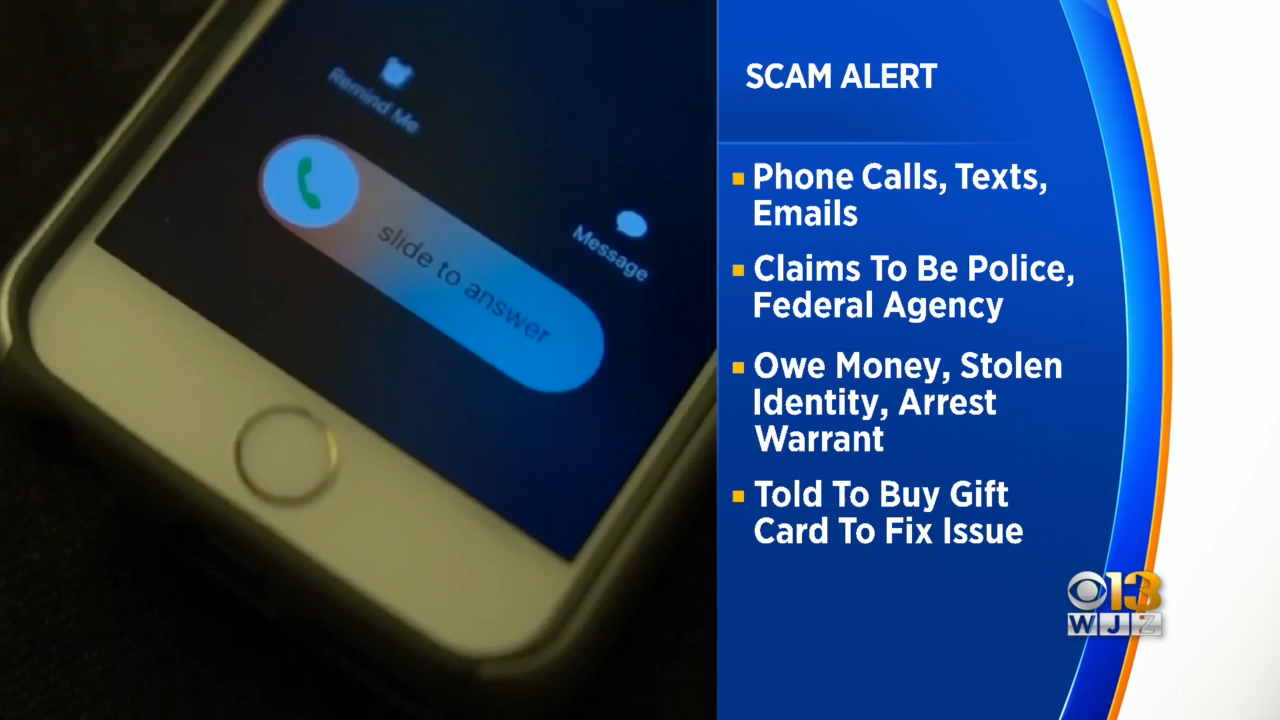 Remind Me
slide to answer
Message
SCAM ALERT
Phone Calls, Texts,
Emails
Claims To Be Police,
Federal Agency
Owe Money, Stolen
Identity, Arrest
Warrant
Told To Buy Gift
Card To Fix Issue
13
WJZ